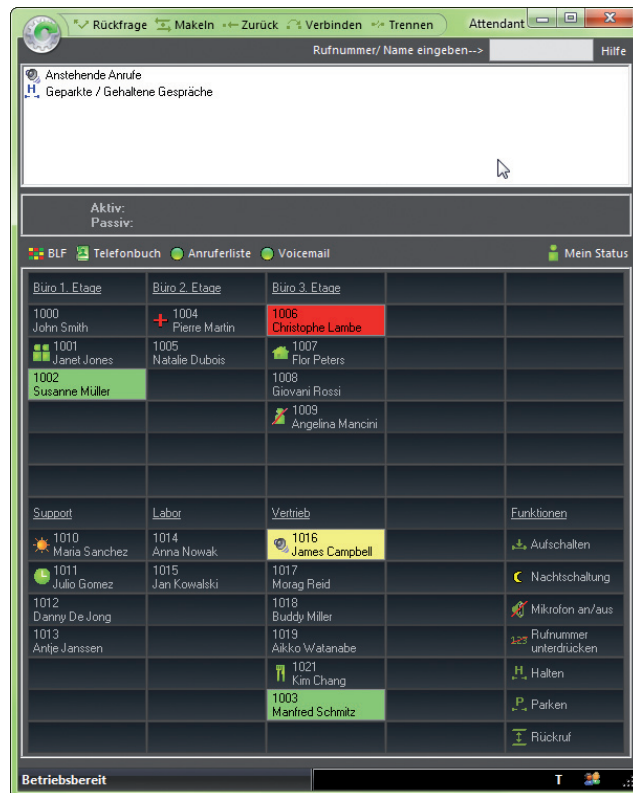 Rückfrage Makeln Zurück Verbinden Trennen Attendant
Rufnummer/ Name eingeben--> Hilfe
Anstehende Anrufe
H Geparkte / Gehaltene Gespräche
Aktiv:
Passiv:
BLF Telefonbuch Anruferliste Voicemail Mein Status
Büro 1. Etage Büro 2. Etage Büro 3. Etage
1000 1004 1006
John Smith Pierre Martin Christophe Lambe
1001 1005 1007
Janet Jones Natalie Dubois Flor Peters
1002 1008
Susanne Müller Giovani Rossi
1009
Angelina Mancini
Support Labor Vertrieb Funktionen
1010 1014 1016 Aufschalten
Maria Sanchez Anna Nowak James Campbell
1011 1015 1017 Nachtschaltung
Julio Gomez Jan Kowalski Morag Reid
1012 1018 Mikrofon an/aus
Danny De Jong Buddy Miller
1013 1019 123 Rufnummer
Antje Janssen Aikko Watanabe unterdrücken
1021 H Halten
Kim Chang
1003 P Parken
Manfred Schmitz
Rückruf
Betriebsbereit T